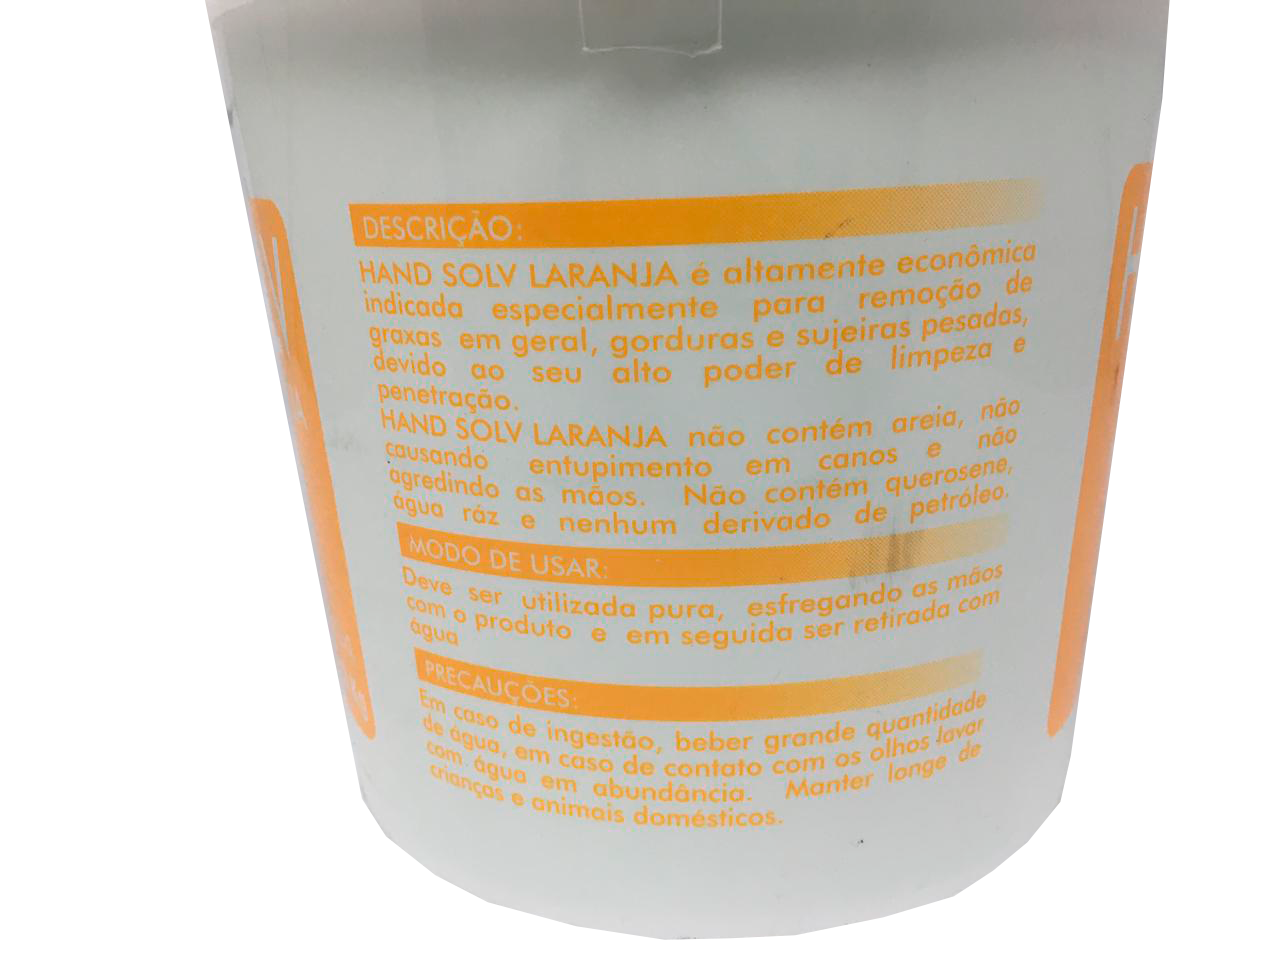 DESCRIÇÃO:
HAND SOLV LARANJA é altamente econômica
indicada especialmente para remoção de
graxas em geral, gorduras e sujeiras pesadas,
devido ao seu alto poder de limpeza e
penetração.
HAND SOLV LARANJA não contém areia, não
causando entupimento em canos e não
agredindo as mãos. Não contém querosene,
água ráz e nenhum derivado de petróleo.
MODO DE USAR:
Deve ser utilizada pura, esfregando as mãos
com o produto e em seguida ser retirada com
água
PRECAUÇÕES:
Em caso de ingestão, beber grande quantidade
de água, em caso de contato com os olhos lavar
com água em abundância. Manter longe de
crianças e animais domésticos.